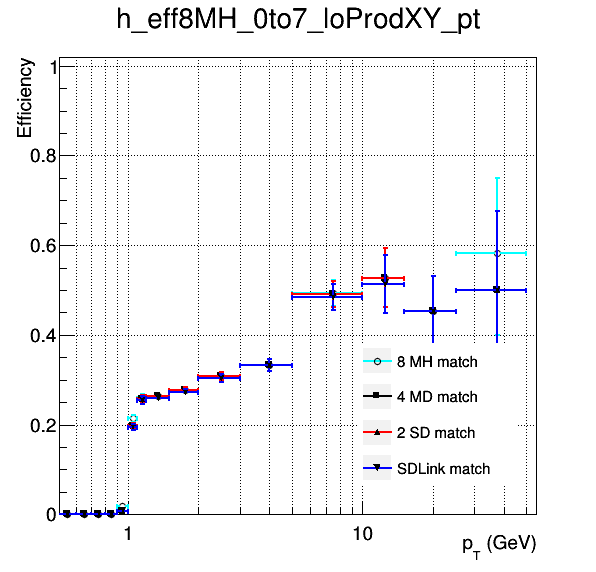 h_eff8MH_0to7_loProdXY_pt
Efficiency
1
0.8
0.6
0.4
0.2
0
8 MH match
4 MD match
2 SD match
SDLink match
1
10
p_T (GeV)